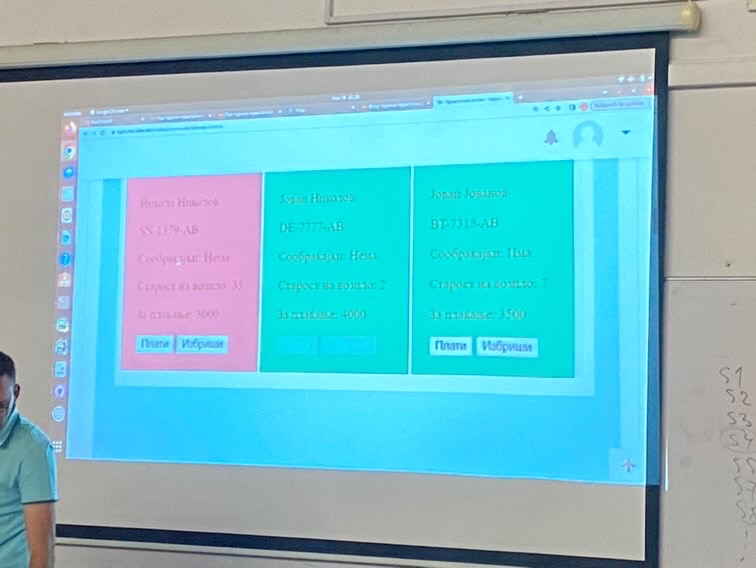 Никола Николов
SN-1379-AB
Сообраќајки: Нема
Старост на возило: 35
За плаќање: 3000
Плати Избриши
Јован Николов
DE-7777-AB
Сообраќајки: Нема
Старост на возило: 2
За плаќање: 4000
Јован Јованов
BT-7315-AB
Сообраќајки: Има
Старост на возило: 7
За плаќање: 3500
Плати Избриши
S1
S2
S3
S4